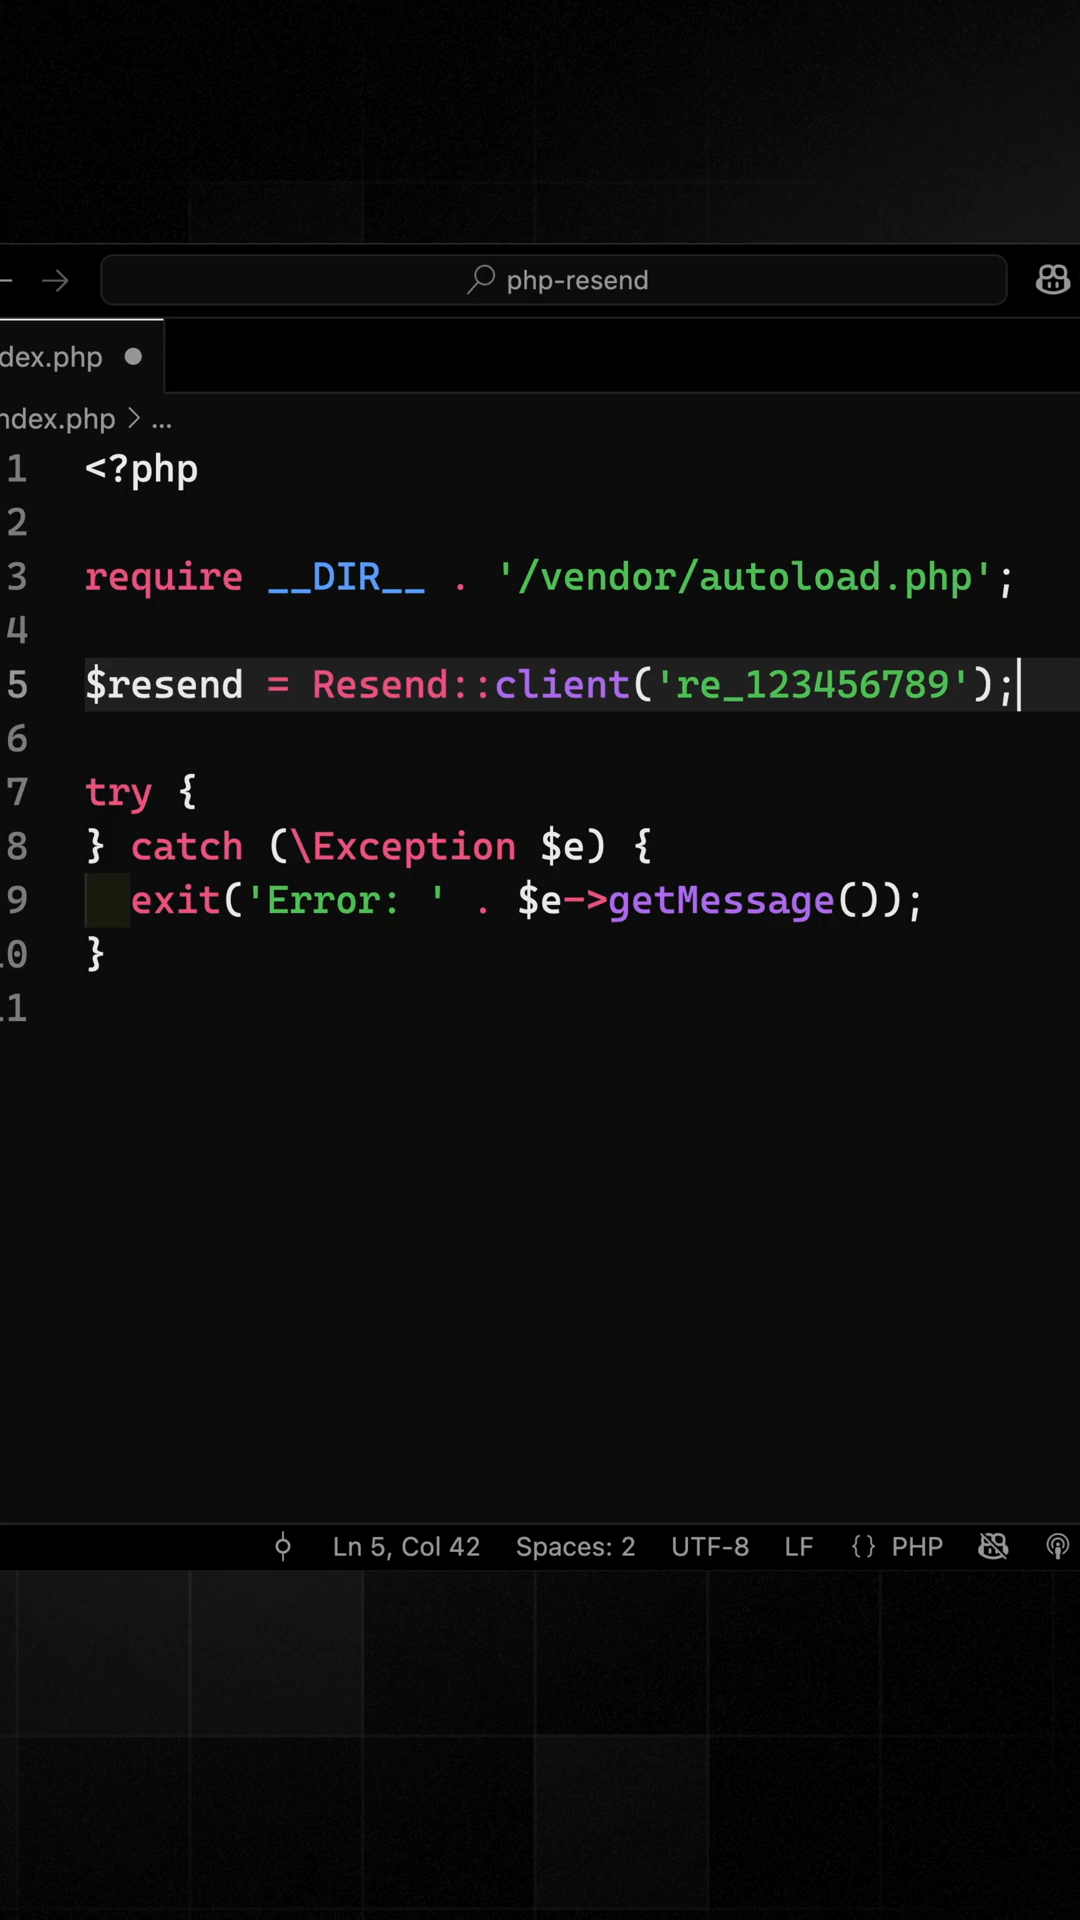 php-resend
dex.php
ndex.php > ...
1 <?php
2
3 require __DIR__ . '/vendor/autoload.php';
4
5 $resend = Resend::client('re_123456789');
6
7 try {
8 } catch (\Exception $e) {
9 exit('Error: ' . $e->getMessage());
10 }
11
Ln 5, Col 42 Spaces: 2 UTF-8 LF {} PHP